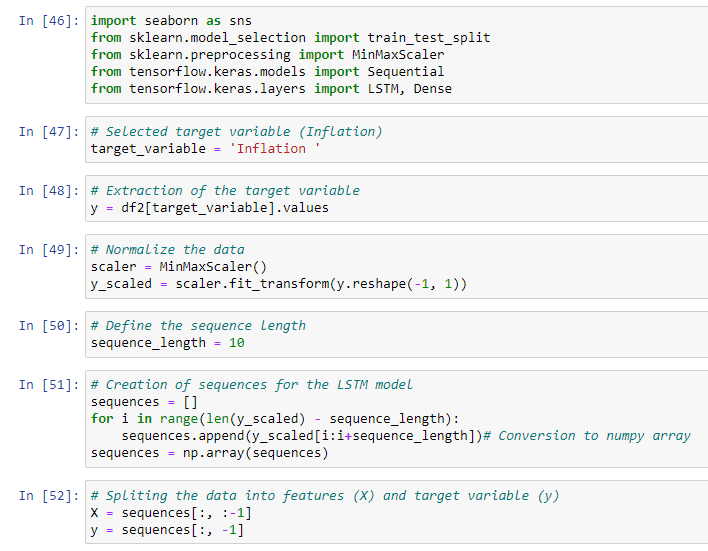 In [46]: import seaborn as sns
from sklearn.model_selection import train_test_split
from sklearn.preprocessing import MinMaxScaler
from tensorflow.keras.models import Sequential
from tensorflow.keras.layers import LSTM, Dense
In [47]: # Selected target variable (Inflation)
target_variable = 'Inflation '
In [48]: # Extraction of the target variable
y = df2[target_variable].values
In [49]: # Normalize the data
scaler = MinMaxScaler()
y_scaled = scaler.fit_transform(y.reshape(-1, 1))
In [50]: # Define the sequence length
sequence_length = 10
In [51]: # Creation of sequences for the LSTM model
sequences = []
for i in range(len(y_scaled) - sequence_length):
    sequences.append(y_scaled[i:i+sequence_length])# Conversion to numpy array
sequences = np.array(sequences)
In [52]: # Spliting the data into features (X) and target variable (y)
X = sequences[:, :-1]
y = sequences[:, -1]